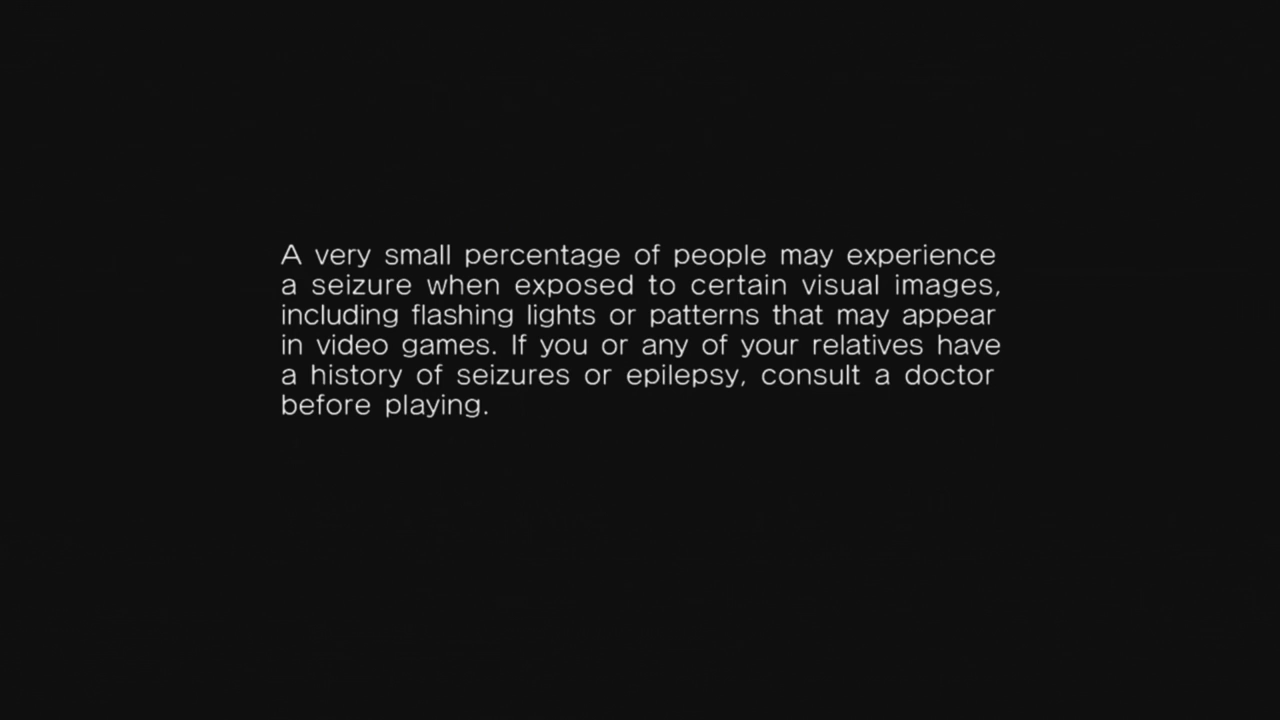 A very small percentage of people may experience
a seizure when exposed to certain visual images,
including flashing lights or patterns that may appear
in video games. If you or any of your relatives have
a history of seizures or epilepsy, consult a doctor
before playing.